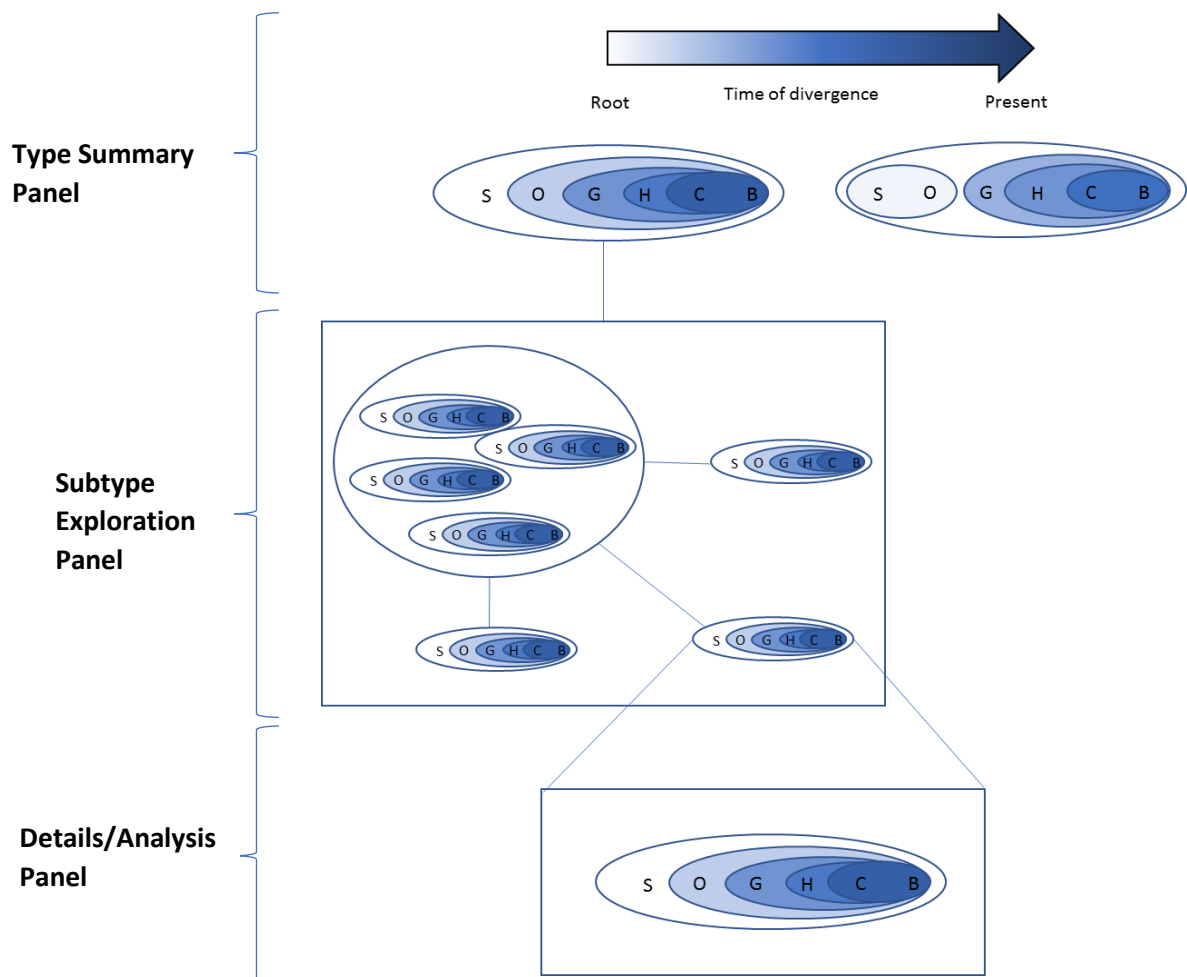 Root
Time of divergence
Present
Type Summary
Panel
S O G H C B
S O G H C B
Subtype
Exploration
Panel
S O G H C B
S O G H C B
S O G H C B
S O G H C B
S O G H C B
S O G H C B
S O G H C B
Details/Analysis
Panel
S O G H C B